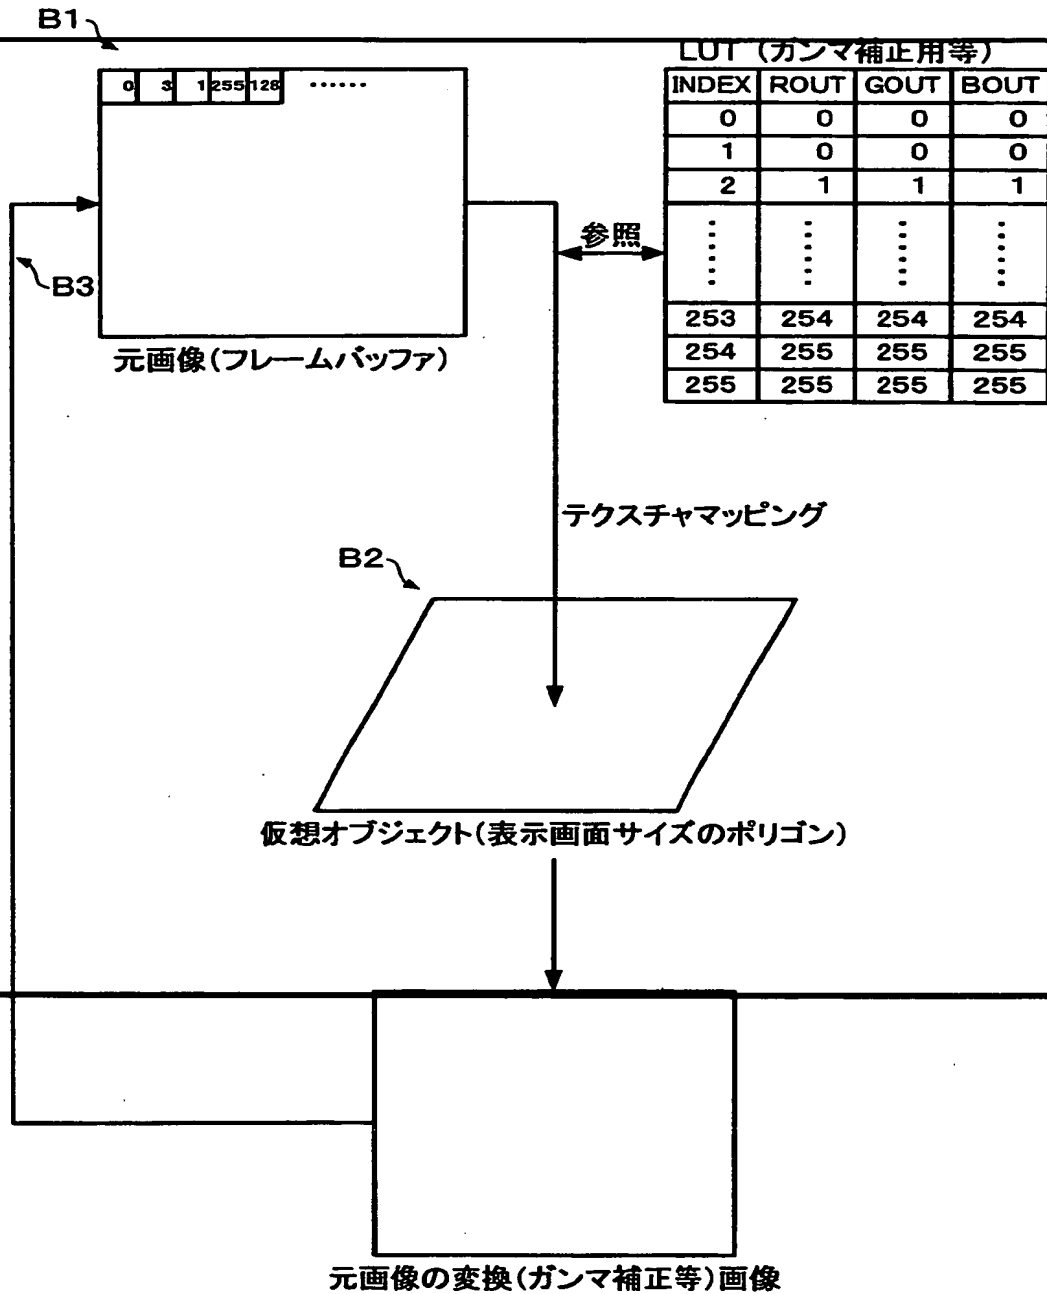 B1
LUT (ガンマ補正用等)
0 3 1 255 128 ······
INDEX ROUT GOUT BOUT
0 0 0 0
1 0 0 0
2 1 1 1
253 254 254 254
254 255 255 255
255 255 255 255
参照
B3
元画像(フレームバッファ)
テクスチャマッピング
B2
仮想オブジェクト(表示画面サイズのポリゴン)
元画像の変換(ガンマ補正等)画像